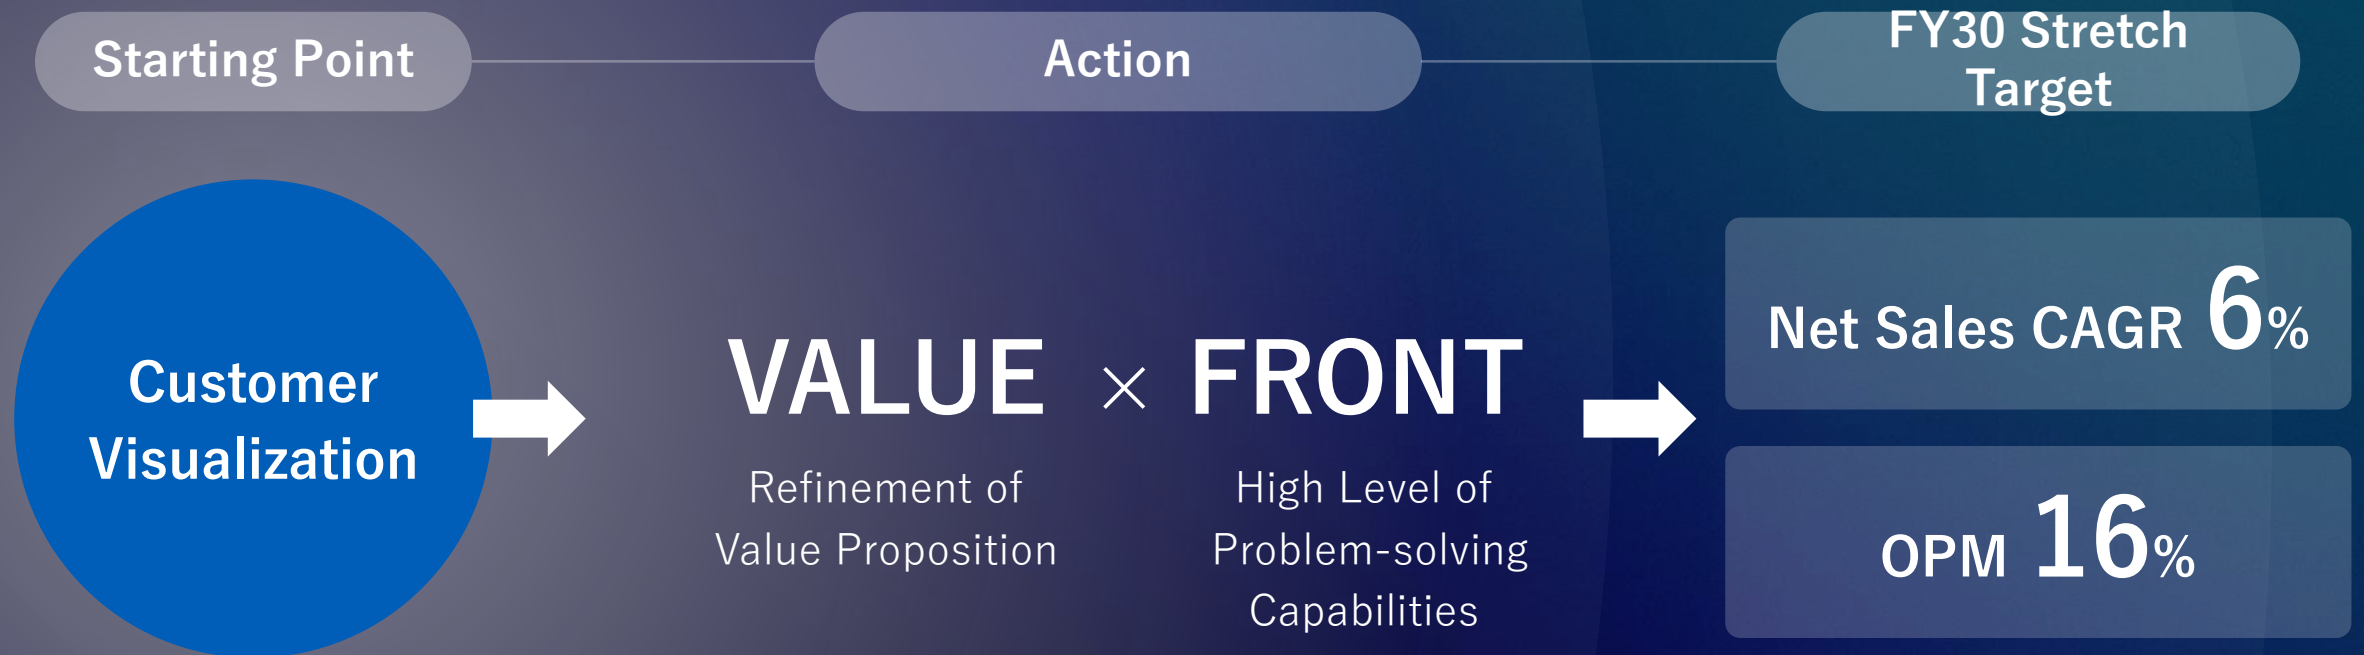 Starting Point
Action
FY30 Stretch
Target
Customer
Visualization
VALUE × FRONT
Refinement of
Value Proposition
High Level of
Problem-solving
Capabilities
Net Sales CAGR 6%
OPM 16%